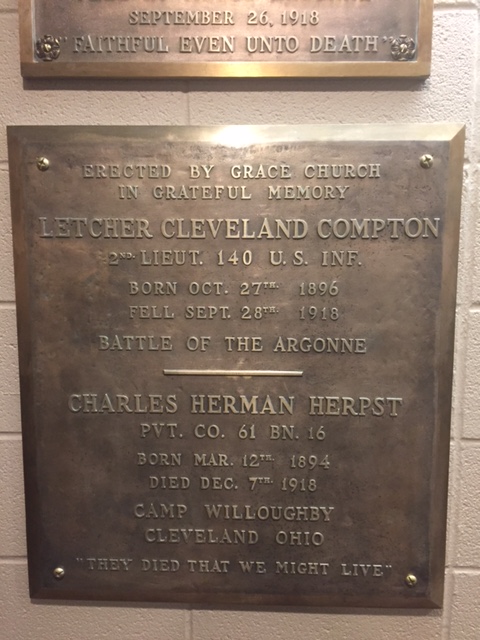 SEPTEMBER 26, 1918
"FAITHFUL EVEN UNTO DEATH"
ERECTED BY GRACE CHURCH
IN GRATEFUL MEMORY
LETCHER CLEVELAND COMPTON
2ND. LIEUT. 140 U.S. INF.
BORN OCT. 27TH. 1896
FELL SEPT. 28TH. 1918
BATTLE OF THE ARGONNE
CHARLES HERMAN HERPST
PVT. CO. 61 BN. 16
BORN MAR. 12TH. 1894
DIED DEC. 7TH. 1918
CAMP WILLOUGHBY
CLEVELAND OHIO
"THEY DIED THAT WE MIGHT LIVE"